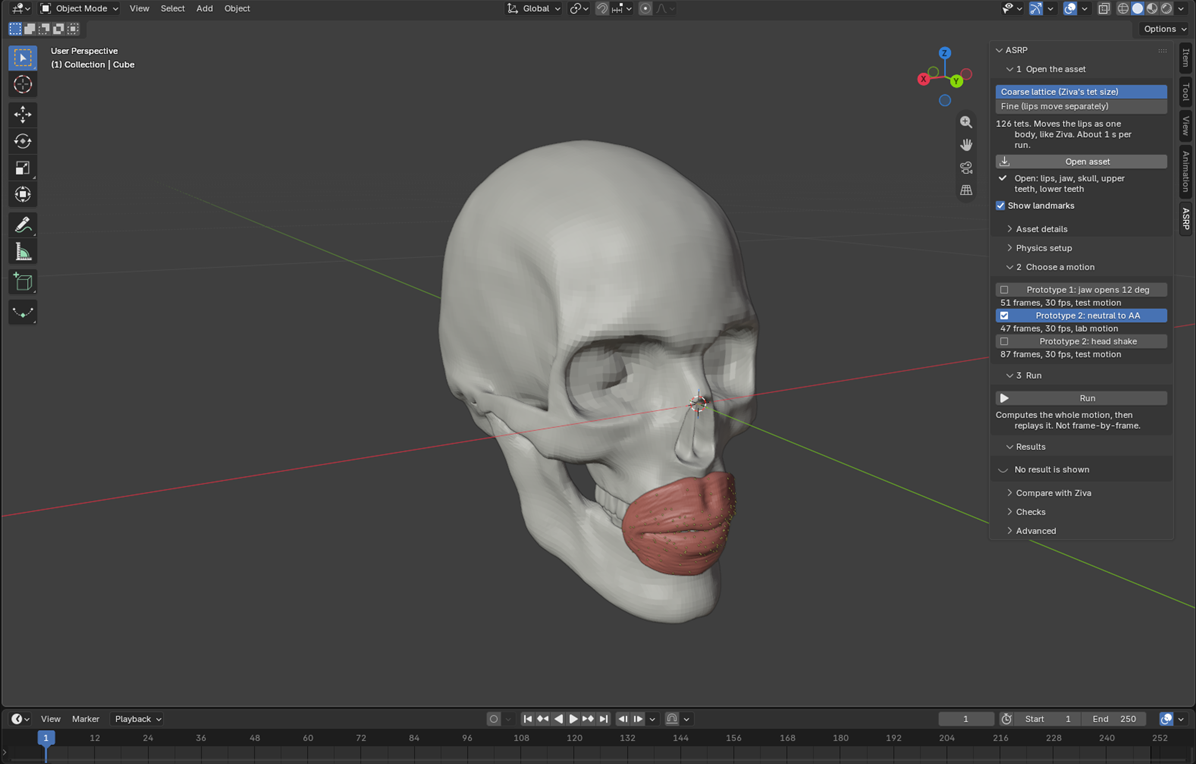 Object Mode
View
Select
Add
Object
Global
Options
User Perspective
(1) Collection | Cube
Z
X
Y
Item
Tool
View
Animation
ASRP
ASRP
1 Open the asset
Coarse lattice (Ziva's tet size)
Fine (lips move separately)
126 tets. Moves the lips as one
body, like Ziva. About 1 s per
run.
Open asset
Open: lips, jaw, skull, upper
teeth, lower teeth
Show landmarks
Asset details
Physics setup
2 Choose a motion
Prototype 1: jaw opens 12 deg
51 frames, 30 fps, test motion
Prototype 2: neutral to AA
47 frames, 30 fps, lab motion
Prototype 2: head shake
87 frames, 30 fps, test motion
3 Run
Run
Computes the whole motion, then
replays it. Not frame-by-frame.
Results
No result is shown
Compare with Ziva
Checks
Advanced
View
Marker
Playback
1
Start 1
End 250
1 12 24 36 48 60 72 84 96 108 120 132 144 156 168 180 192 204 216 228 240 252